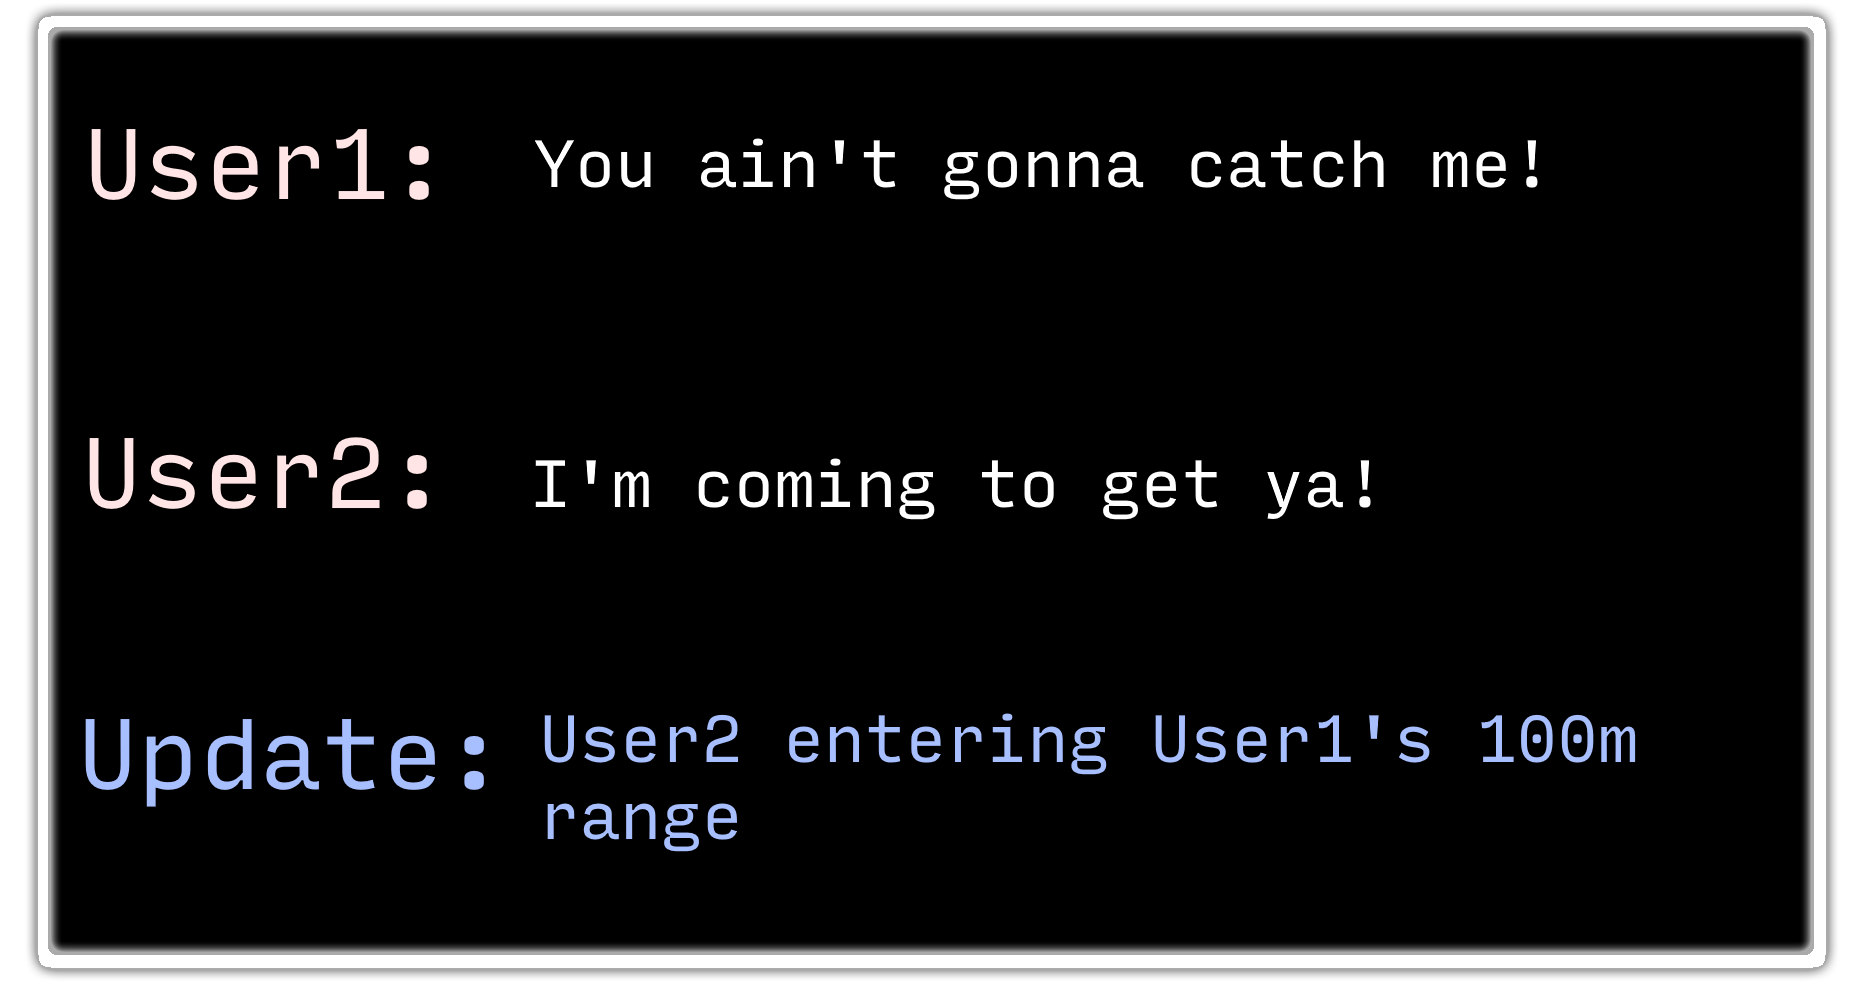 User1: You ain't gonna catch me!
User2: I'm coming to get ya!
Update: User2 entering User1's 100m
range